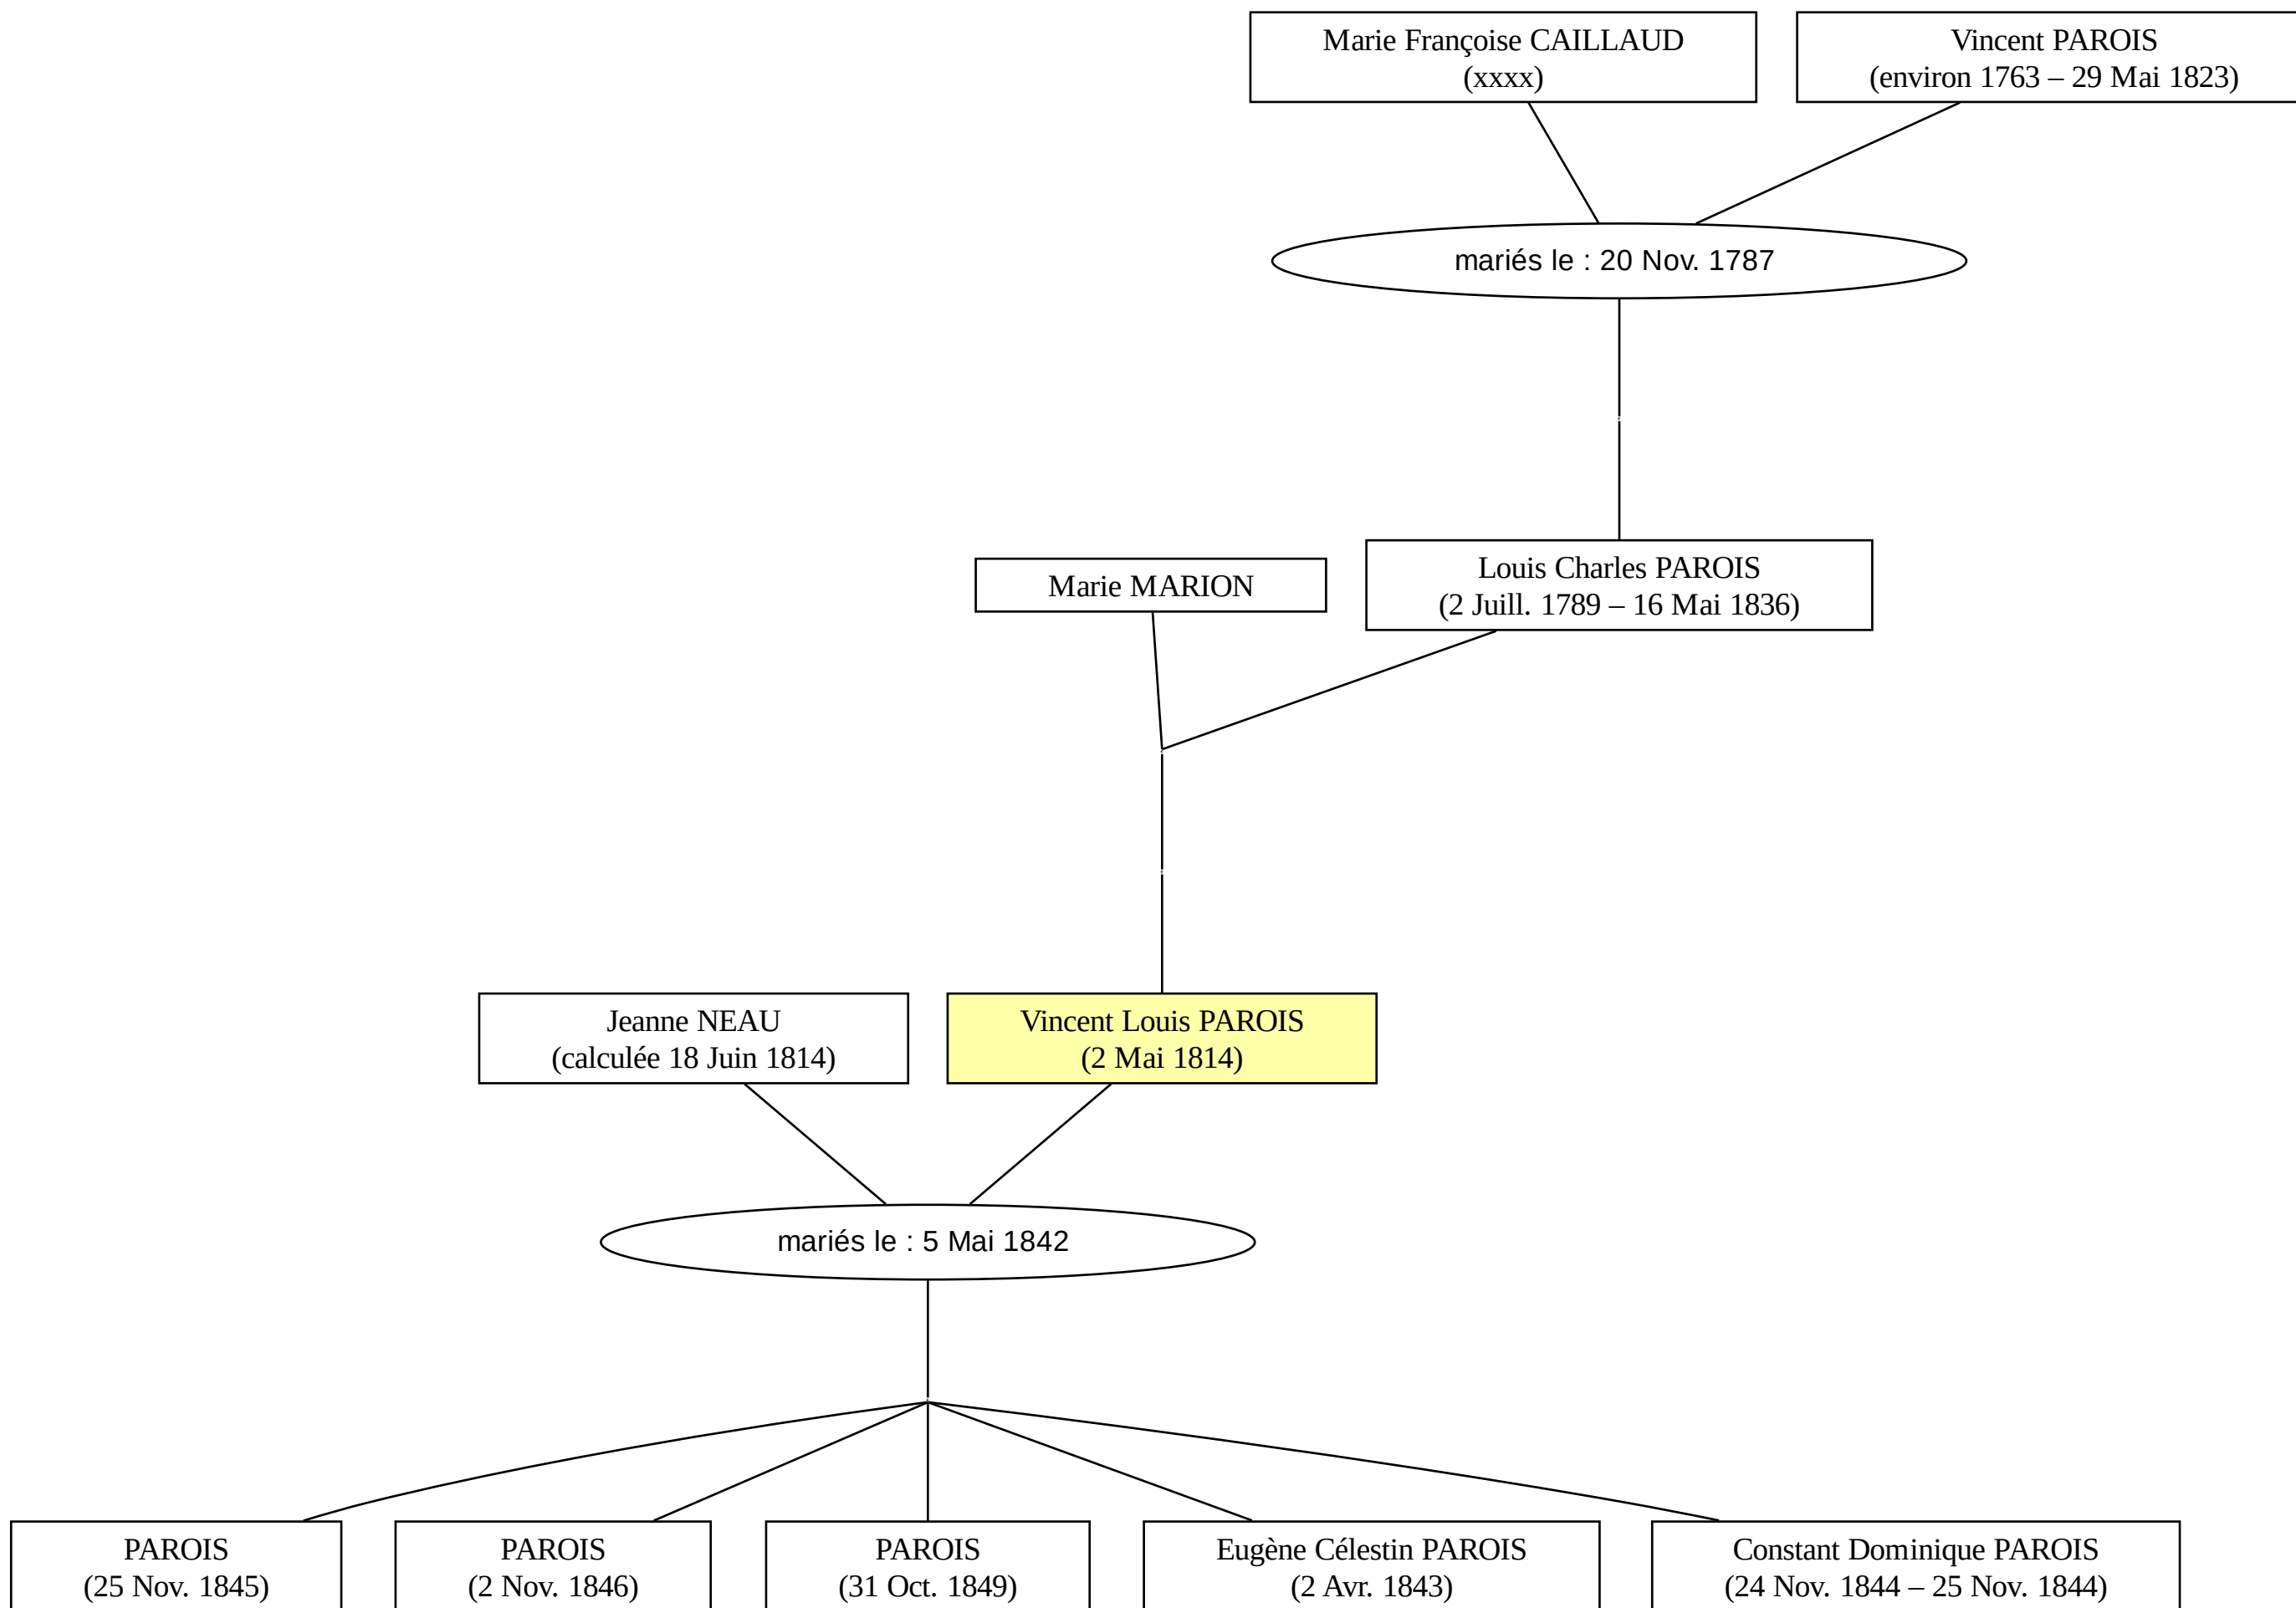 Marie Françoise CAILLAUD
(xxxx)
Vincent PAROIS
(environ 1763 – 29 Mai 1823)
mariés le : 20 Nov. 1787
Marie MARION
Louis Charles PAROIS
(2 Juill. 1789 – 16 Mai 1836)
Jeanne NEAU
(calculée 18 Juin 1814)
Vincent Louis PAROIS
(2 Mai 1814)
mariés le : 5 Mai 1842
PAROIS
(25 Nov. 1845)
PAROIS
(2 Nov. 1846)
PAROIS
(31 Oct. 1849)
Eugène Célestin PAROIS
(2 Avr. 1843)
Constant Dominique PAROIS
(24 Nov. 1844 – 25 Nov. 1844)